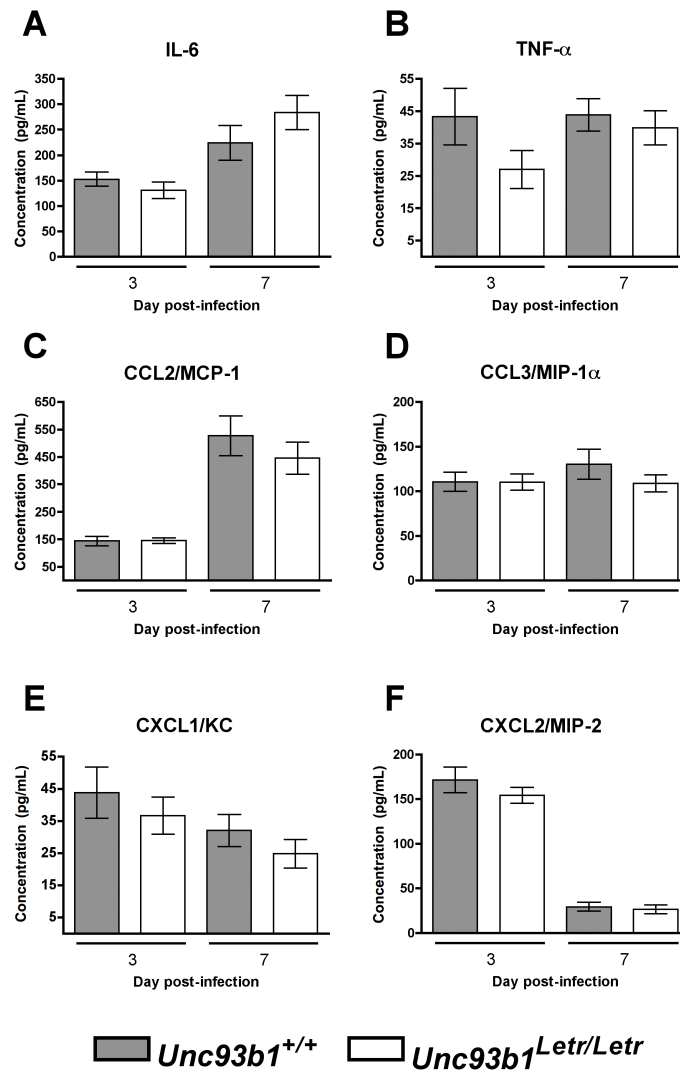 A
IL-6
Concentration (pg/mL)
350
300
250
200
150
100
50
0
3
7
Day post-infection
B
TNF-α
Concentration (pg/mL)
55
45
35
25
15
5
3
7
Day post-infection
C
CCL2/MCP-1
Concentration (pg/mL)
650
550
450
350
250
150
50
3
7
Day post-infection
D
CCL3/MIP-1α
Concentration (pg/mL)
200
150
100
50
0
3
7
Day post-infection
E
CXCL1/KC
Concentration (pg/mL)
55
45
35
25
15
5
3
7
Day post-infection
F
CXCL2/MIP-2
Concentration (pg/mL)
200
150
100
50
0
3
7
Day post-infection
Unc93b1+/+
Unc93b1Letr/Letr